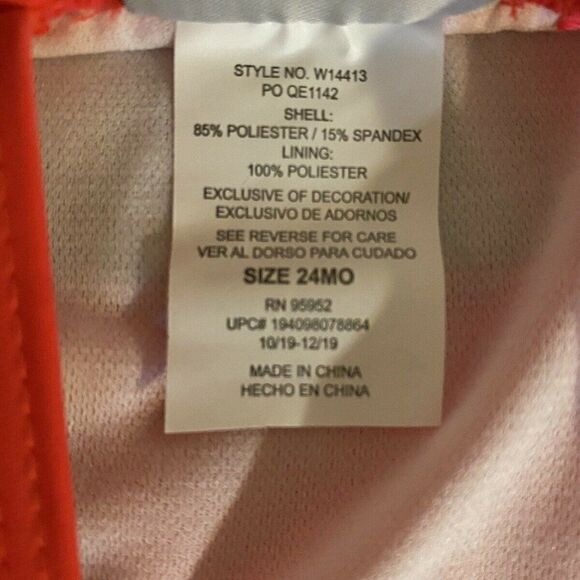 STYLE NO. W14413
PO QE1142
SHELL:
85% POLIESTER / 15% SPANDEX
LINING:
100% POLIESTER
EXCLUSIVE OF DECORATION/
EXCLUSIVO DE ADORNOS
SEE REVERSE FOR CARE
VER AL DORSO PARA CUDADO
SIZE 24MO
RN 95952
UPC# 194098078864
10/19-12/19
MADE IN CHINA
HECHO EN CHINA